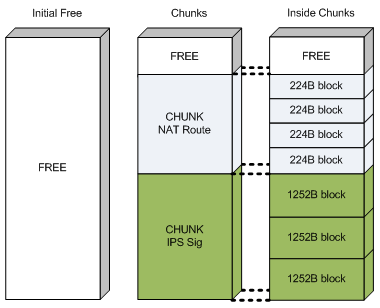 Initial Free
Chunks
Inside Chunks
FREE
FREE
CHUNK
NAT Route
CHUNK
IPS Sig
FREE
224B block
224B block
224B block
224B block
1252B block
1252B block
1252B block